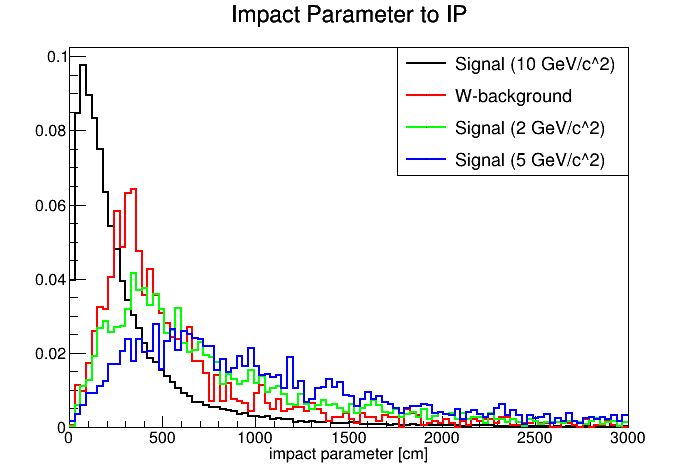 Impact Parameter to IP
Signal (10 GeV/c^2)
W-background
Signal (2 GeV/c^2)
Signal (5 GeV/c^2)
0.1
0.08
0.06
0.04
0.02
0
0 500 1000 1500 2000 2500 3000
impact parameter [cm]